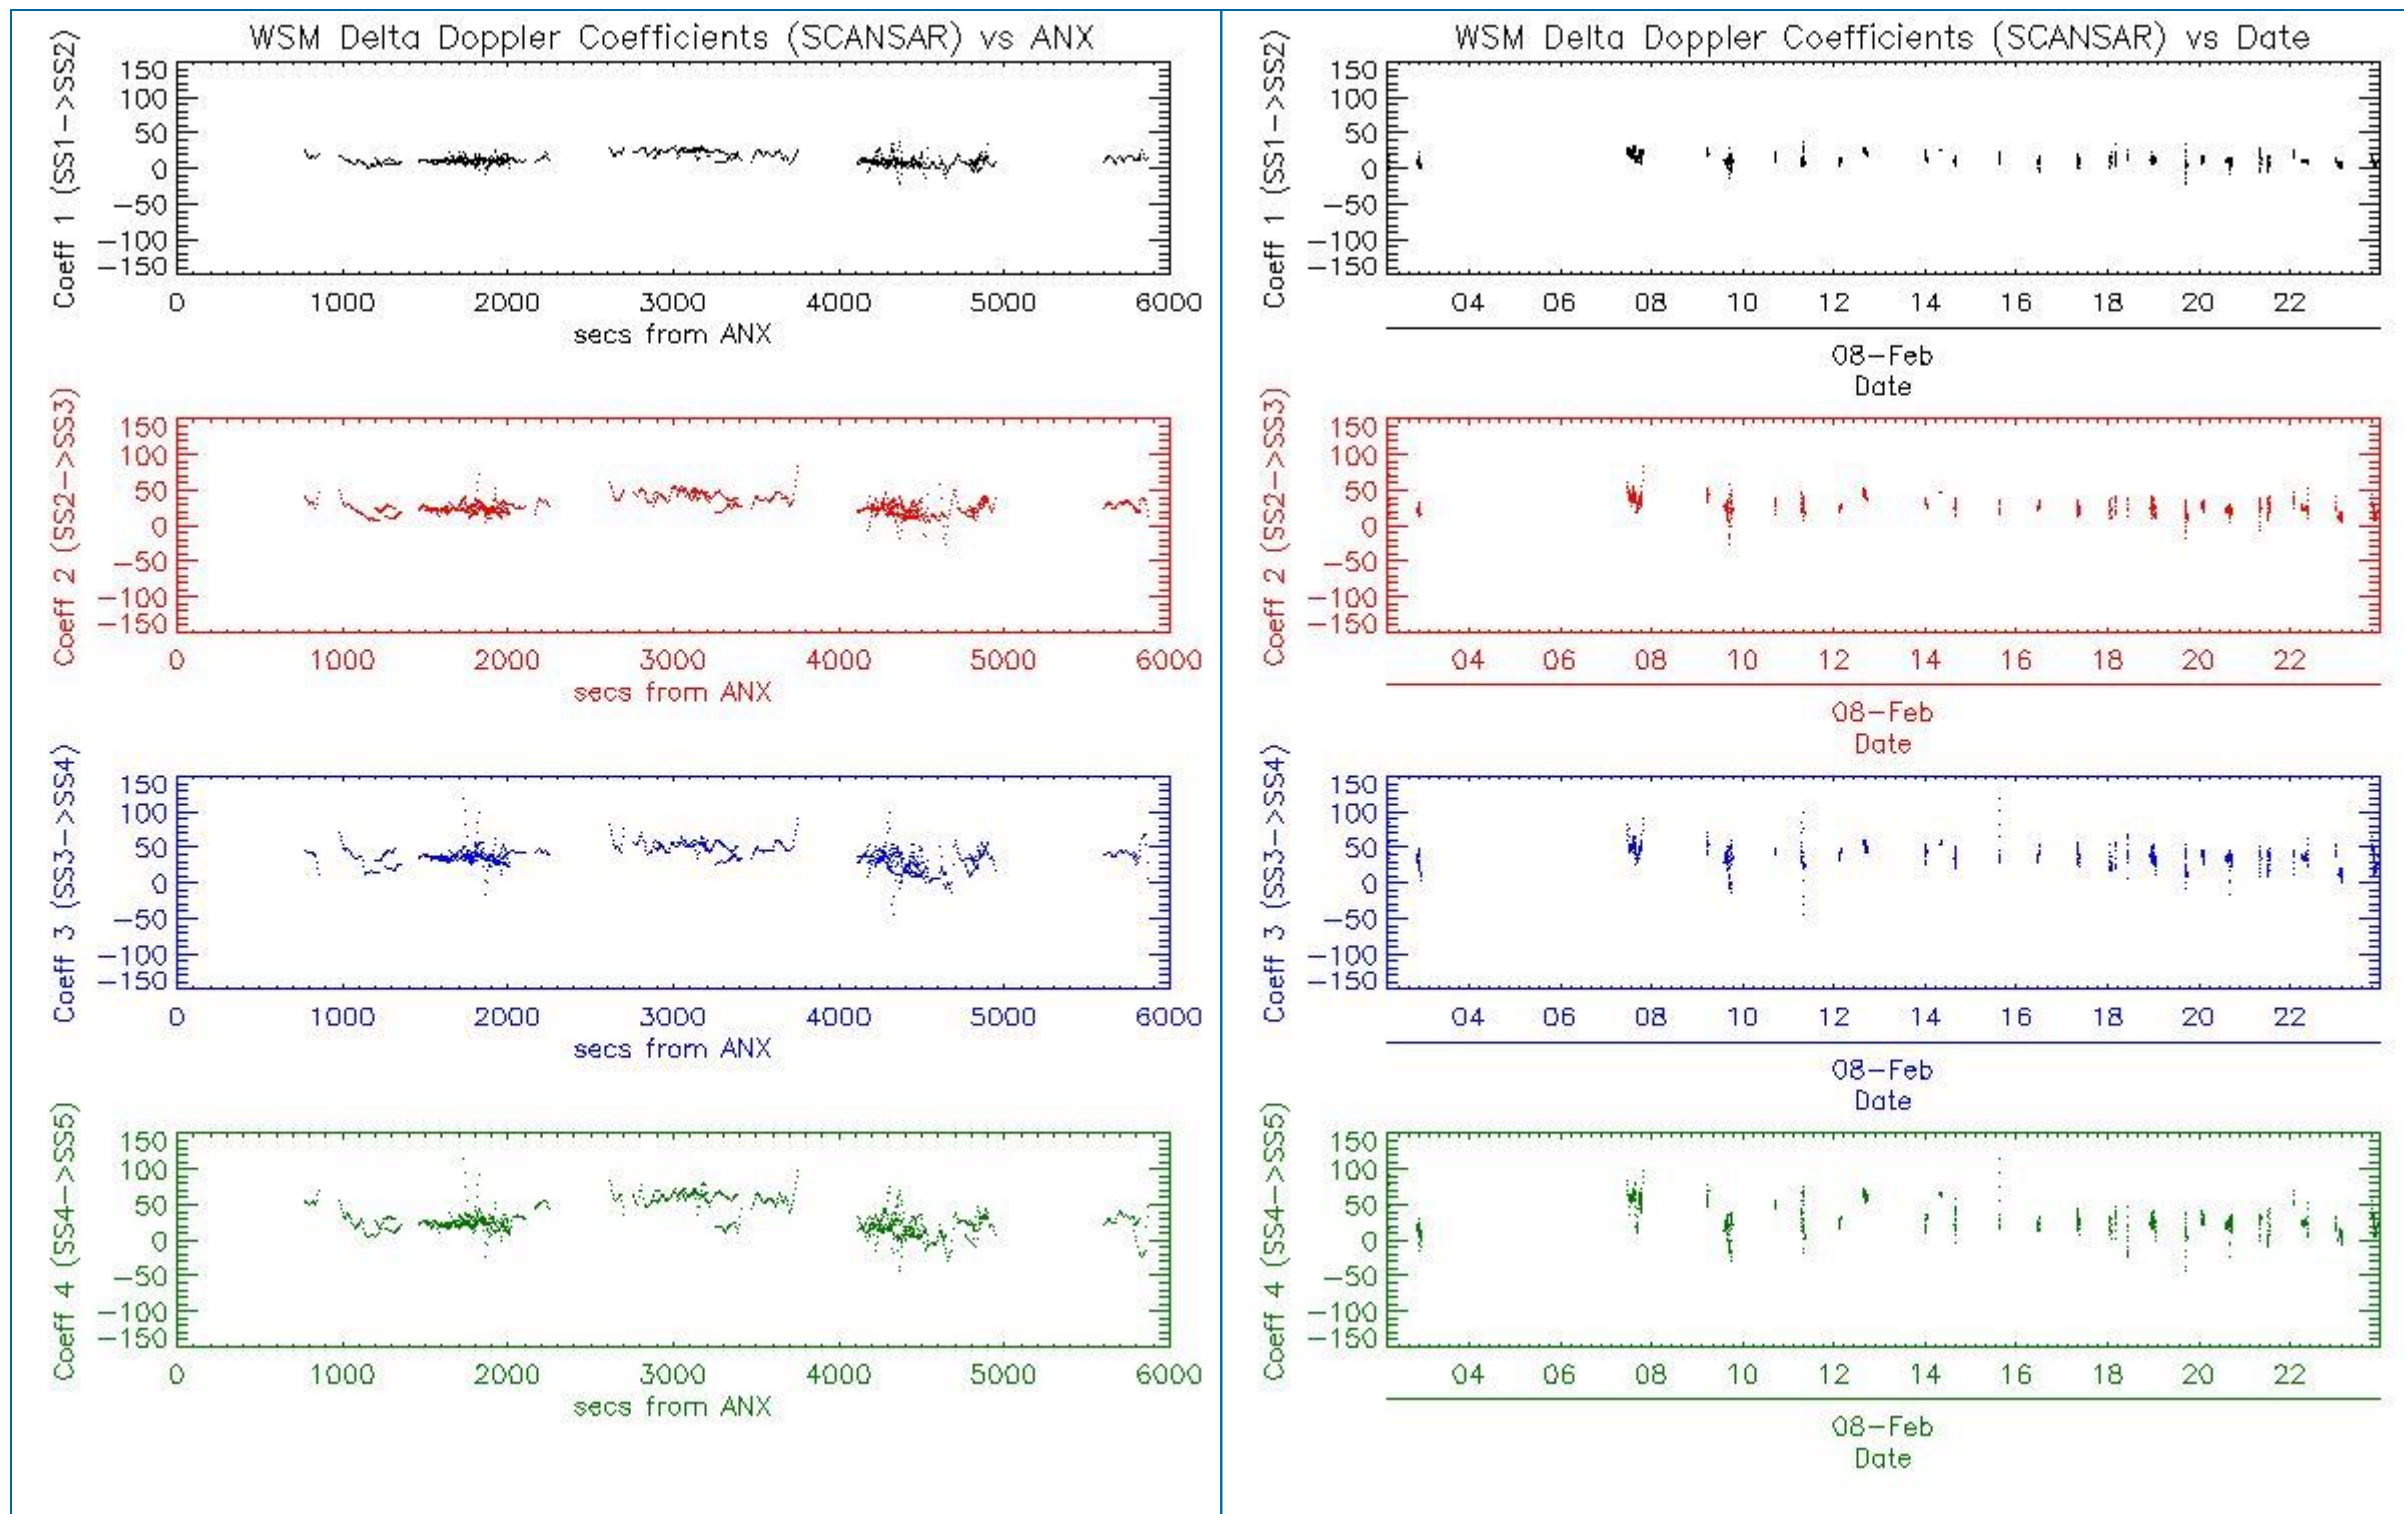 WSM Delta Doppler Coefficients (SCANSAR) vs ANX
Coeff 1 (SS1->SS2)
150
100
50
0
-50
-100
-150
0 1000 2000 3000 4000 5000 6000
secs from ANX
Coeff 2 (SS2->SS3)
150
100
50
0
-50
-100
-150
0 1000 2000 3000 4000 5000 6000
secs from ANX
Coeff 3 (SS3->SS4)
150
100
50
0
-50
-100
-150
0 1000 2000 3000 4000 5000 6000
secs from ANX
Coeff 4 (SS4->SS5)
150
100
50
0
-50
-100
-150
0 1000 2000 3000 4000 5000 6000
secs from ANX
WSM Delta Doppler Coefficients (SCANSAR) vs Date
Coeff 1 (SS1->SS2)
150
100
50
0
-50
-100
-150
04 06 08 10 12 14 16 18 20 22
08-Feb
Date
Coeff 2 (SS2->SS3)
150
100
50
0
-50
-100
-150
04 06 08 10 12 14 16 18 20 22
08-Feb
Date
Coeff 3 (SS3->SS4)
150
100
50
0
-50
-100
-150
04 06 08 10 12 14 16 18 20 22
08-Feb
Date
Coeff 4 (SS4->SS5)
150
100
50
0
-50
-100
-150
04 06 08 10 12 14 16 18 20 22
08-Feb
Date